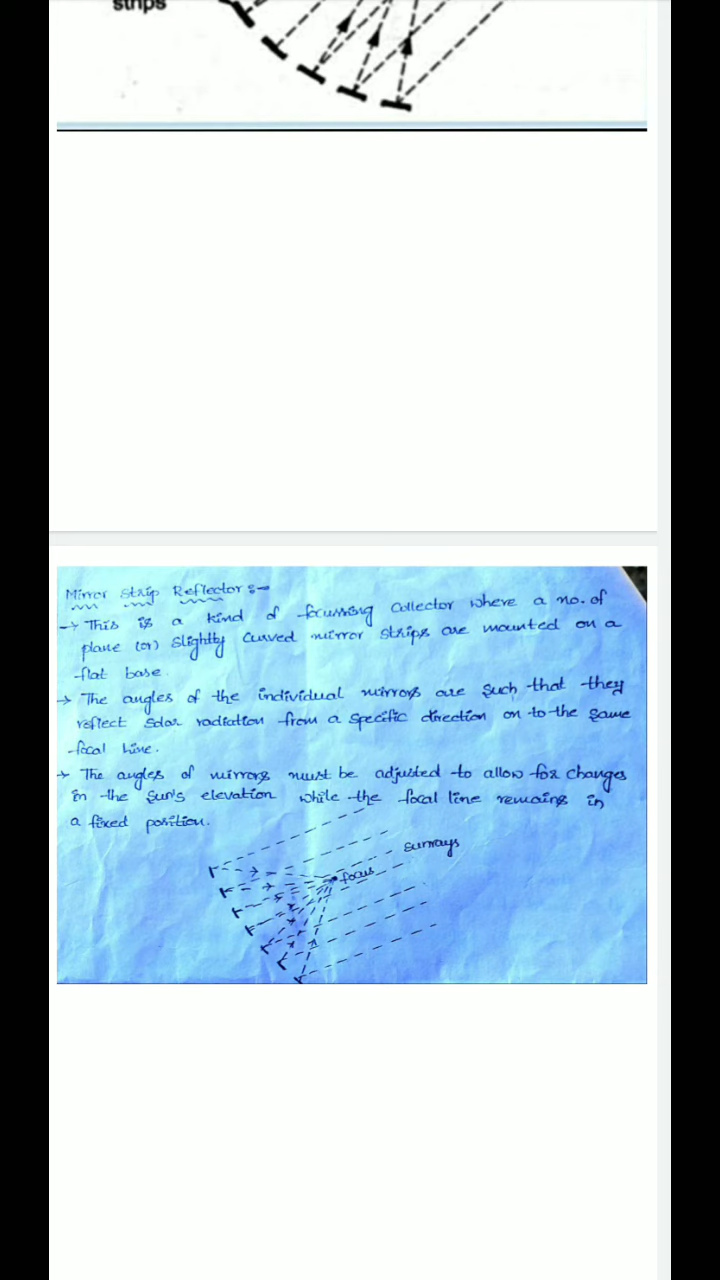 strips
Mirror Strip Reflector :-
→ This is a kind of focussing Collector where a no. of
plane (or) slightly curved mirror strips are mounted on a
flat base.
→ The angles of the individual mirrors are such that they
reflect solar radiation from a specific direction on to the same
focal line.
→ The angles of mirrors must be adjusted to allow for changes
in the sun's elevation while the focal line remains in
a fixed position.
sunrays
focus